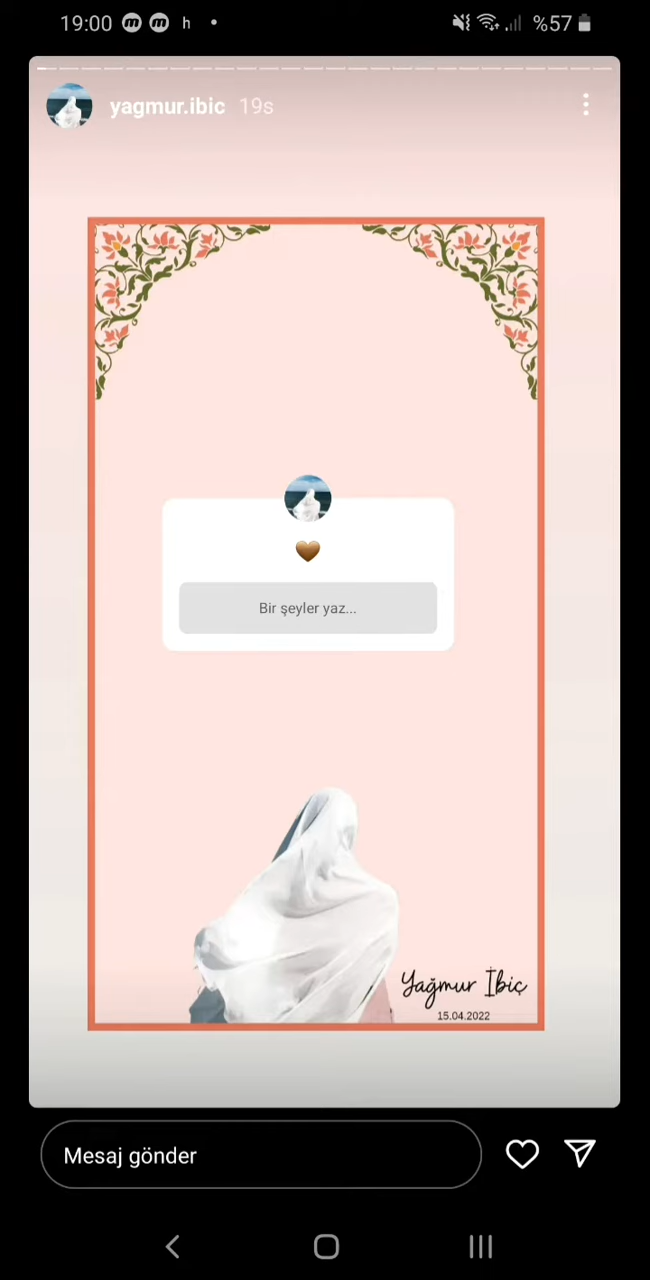 19:00 m m h %57
yagmur.ibic 19s
Bir şeyler yaz...
Yağmur İbiç
15.04.2022
Mesaj gönder